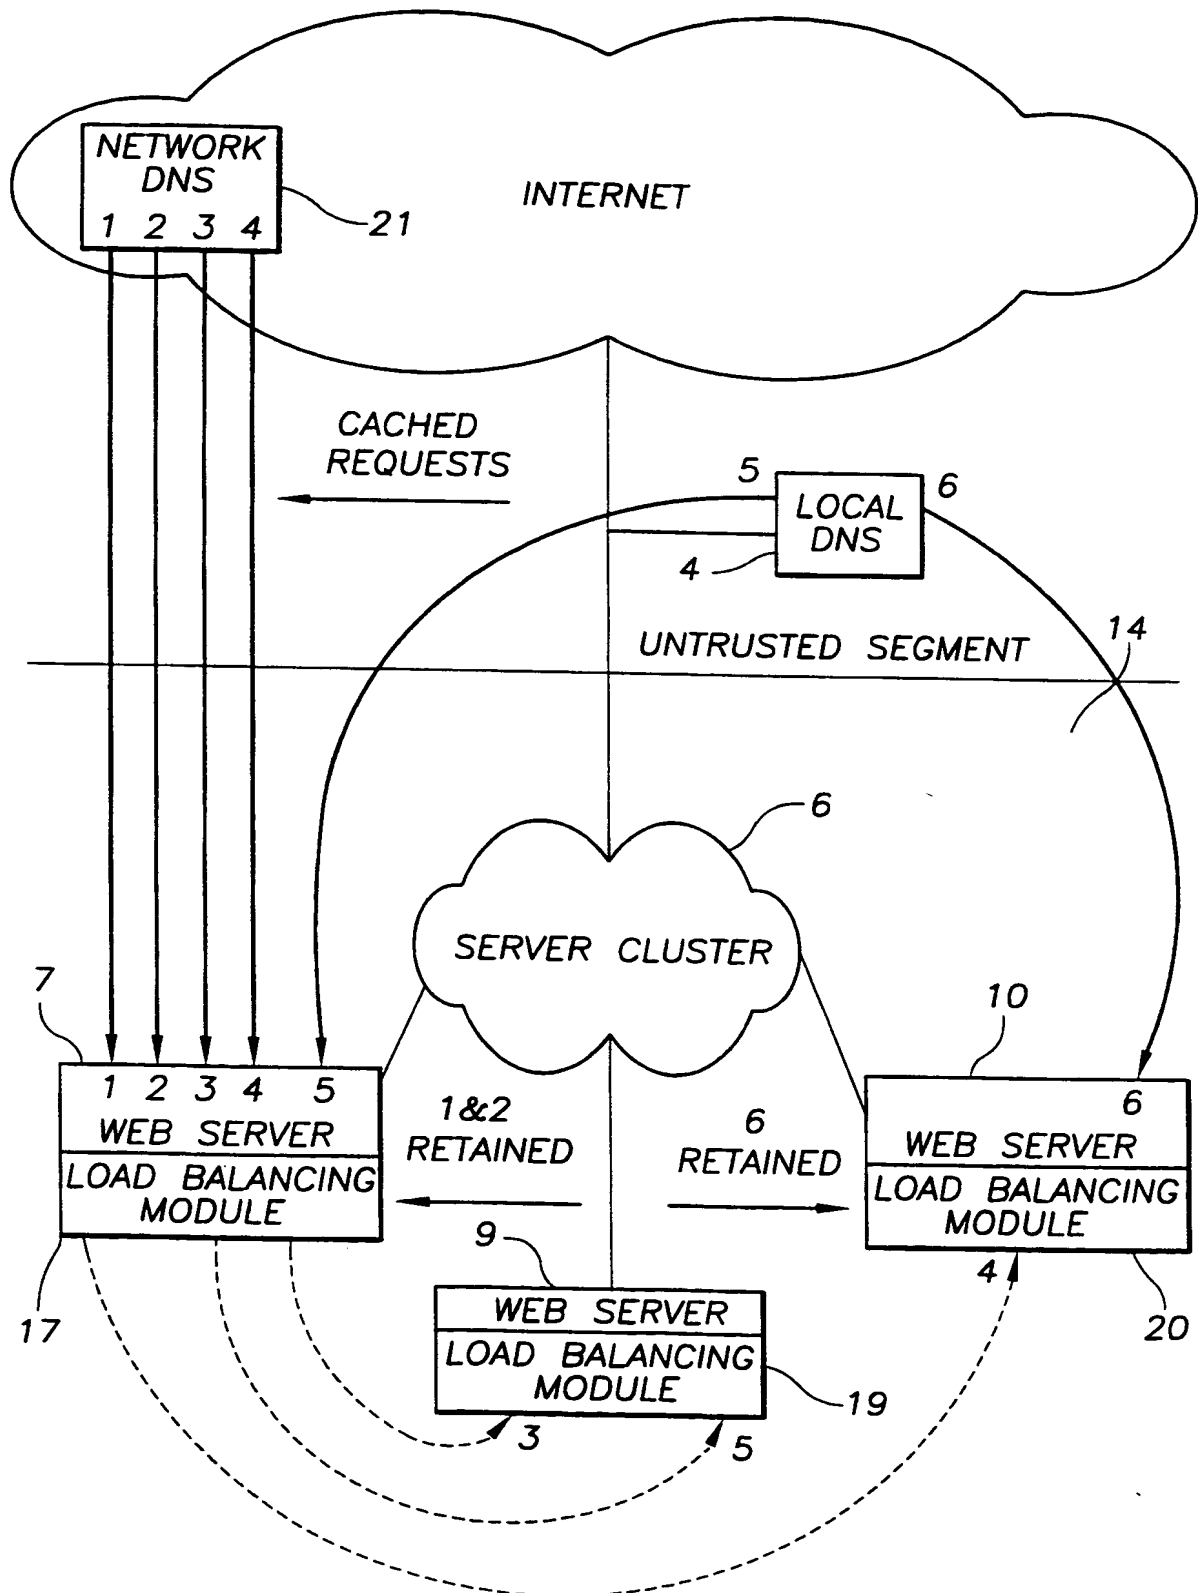 NETWORK
DNS
1 2 3 4
21
INTERNET
CACHED
REQUESTS
5
6
LOCAL
DNS
4
UNTRUSTED SEGMENT
14
6
SERVER CLUSTER
7
10
1 2 3 4 5
WEB SERVER
LOAD BALANCING
MODULE
17
1&2
RETAINED
6
RETAINED
6
WEB SERVER
LOAD BALANCING
MODULE
4
20
9
WEB SERVER
LOAD BALANCING
MODULE
19
3
5